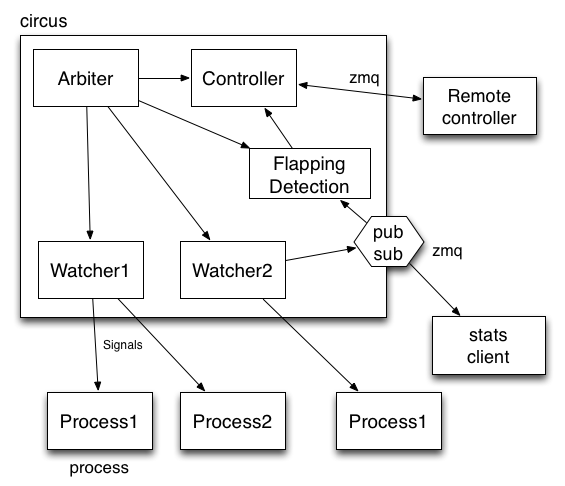 circus
Arbiter
Controller
zmq
Remote
controller
Flapping
Detection
pub
sub
zmq
Watcher1
Watcher2
stats
client
Signals
Process1
Process2
Process1
process